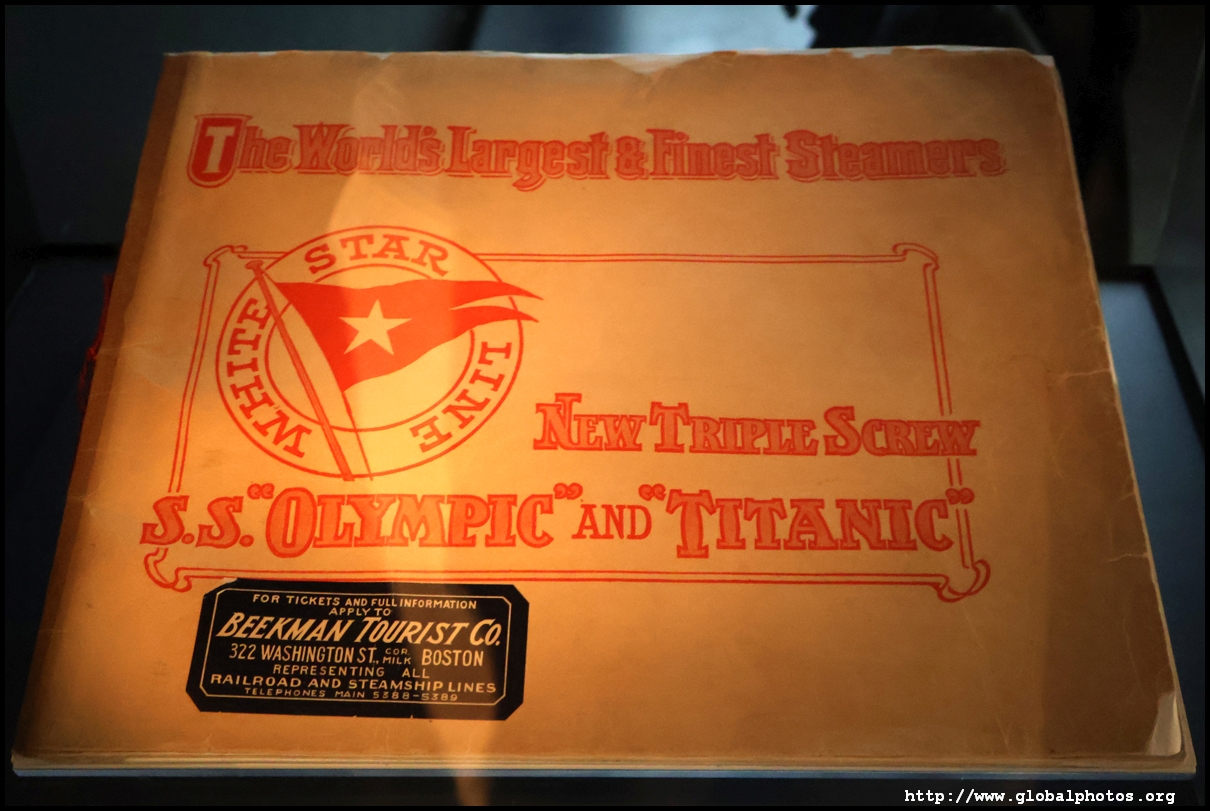 The World's Largest & Finest Steamers
WHITE STAR LINE
NEW TRIPLE SCREW
S.S. "OLYMPIC" AND "TITANIC"
FOR TICKETS AND FULL INFORMATION
APPLY TO
BEEKMAN TOURIST CO.
322 WASHINGTON ST., COR. MILK BOSTON
REPRESENTING ALL
RAILROAD AND STEAMSHIP LINES
TELEPHONES MAIN 5388-5389
http://www.globalphotos.org